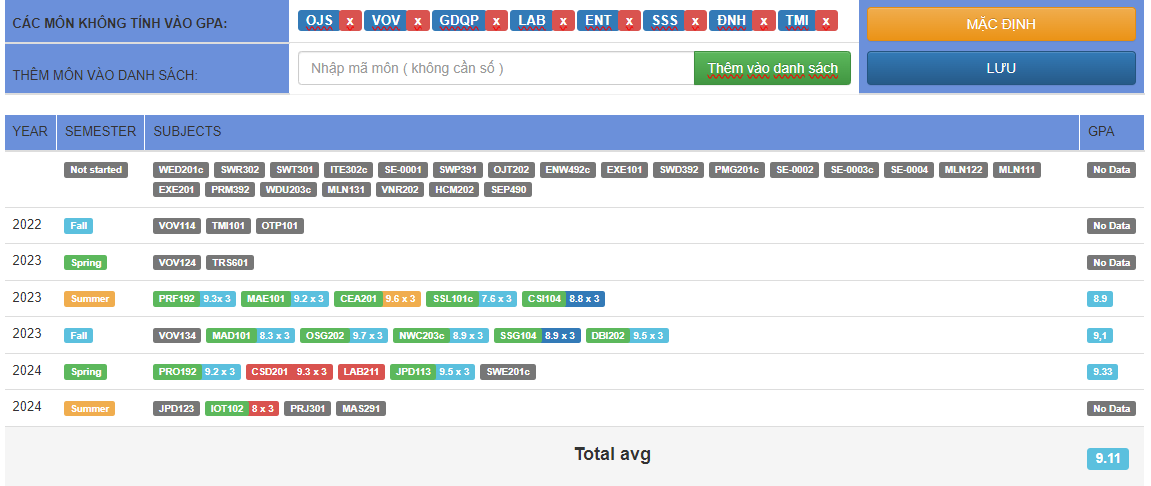 CÁC MÔN KHÔNG TÍNH VÀO GPA: OJS x VOV x GDQP x LAB x ENT x SSS x ĐNH x TMI x MẶC ĐỊNH
THÊM MÔN VÀO DANH SÁCH: Nhập mã môn ( không cần số ) Thêm vào danh sách LƯU
YEAR SEMESTER SUBJECTS GPA
Not started WED201c SWR302 SWT301 ITE302c SE-0001 SWP391 OJT202 ENW492c EXE101 SWD392 PMG201c SE-0002 SE-0003c SE-0004 MLN122 MLN111 No Data
EXE201 PRM392 WDU203c MLN131 VNR202 HCM202 SEP490
2022 Fall VOV114 TMI101 OTP101 No Data
2023 Spring VOV124 TRS601 No Data
2023 Summer PRF192 9.3x 3 MAE101 9.2 x 3 CEA201 9.6 x 3 SSL101c 7.6 x 3 CSI104 8.8 x 3 8.9
2023 Fall VOV134 MAD101 8.3 x 3 OSG202 9.7 x 3 NWC203c 8.9 x 3 SSG104 8.9 x 3 DBI202 9.5 x 3 9,1
2024 Spring PRO192 9.2 x 3 CSD201 9.3 x 3 LAB211 JPD113 9.5 x 3 SWE201c 9.33
2024 Summer JPD123 IOT102 8 x 3 PRJ301 MAS291 No Data
Total avg 9.11